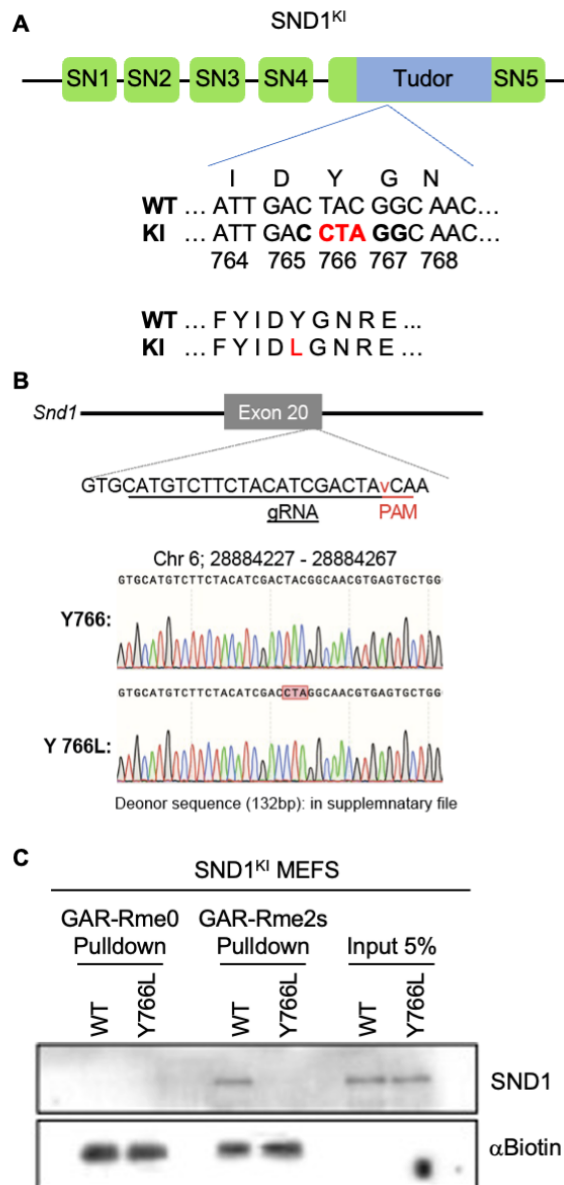 A
SND1KI
SN1 SN2 SN3 SN4 Tudor SN5
I D Y G N
WT … ATT GAC TAC GGC AAC…
KI … ATT GAC CTA GGC AAC…
764 765 766 767 768
WT … F Y I D Y G N R E ...
KI … F Y I D L G N R E …
B
Snd1 Exon 20
GTGCATGTCTTCTACATCGACTAvCAA
gRNA PAM
Chr 6; 28884227 - 28884267
GTGCATGTCTTCTACATCGACTACGGCAACGTGAGTGCTGG
Y766:
GTGCATGTCTTCTACATCGACCTAGGCAACGTGAGTGCTGG
Y 766L:
Deonor sequence (132bp): in supplemnatary file
C
SND1KI MEFS
GAR-Rme0 GAR-Rme2s
Pulldown Pulldown Input 5%
WT Y766L WT Y766L WT Y766L
SND1
αBiotin